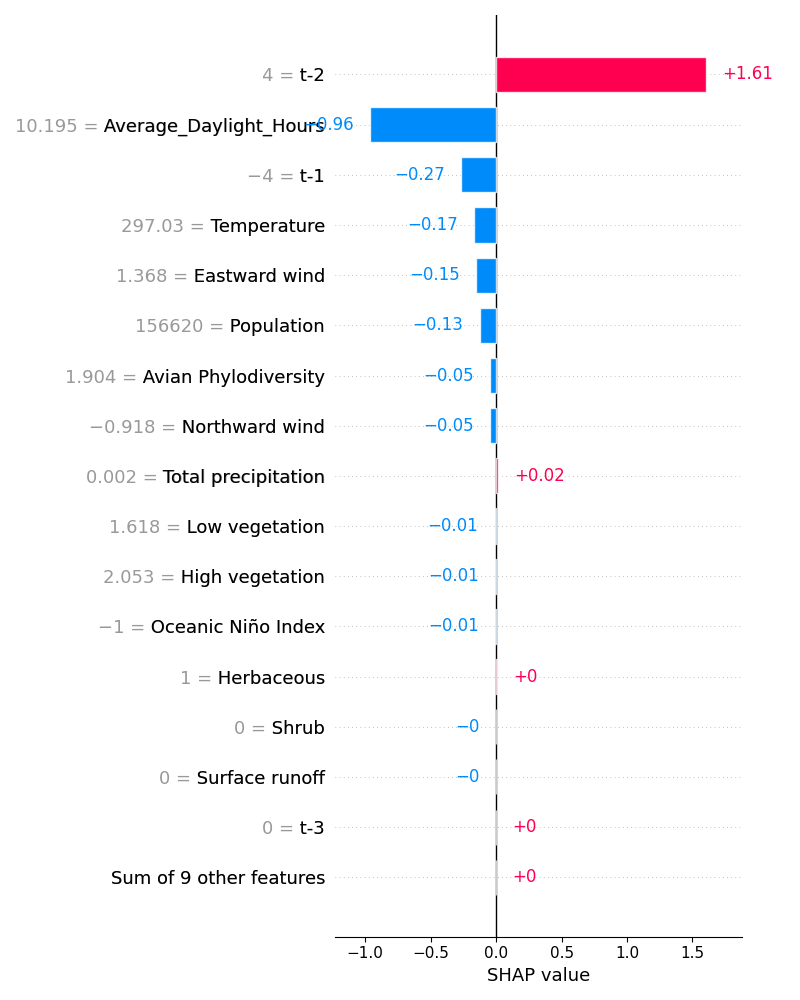 4 = t-2 +1.61
10.195 = Average_Daylight_Hours −0.96
−4 = t-1 −0.27
297.03 = Temperature −0.17
1.368 = Eastward wind −0.15
156620 = Population −0.13
1.904 = Avian Phylodiversity −0.05
−0.918 = Northward wind −0.05
0.002 = Total precipitation +0.02
1.618 = Low vegetation −0.01
2.053 = High vegetation −0.01
−1 = Oceanic Niño Index −0.01
1 = Herbaceous +0
0 = Shrub −0
0 = Surface runoff −0
0 = t-3 +0
Sum of 9 other features +0
−1.0 −0.5 0.0 0.5 1.0 1.5
SHAP value